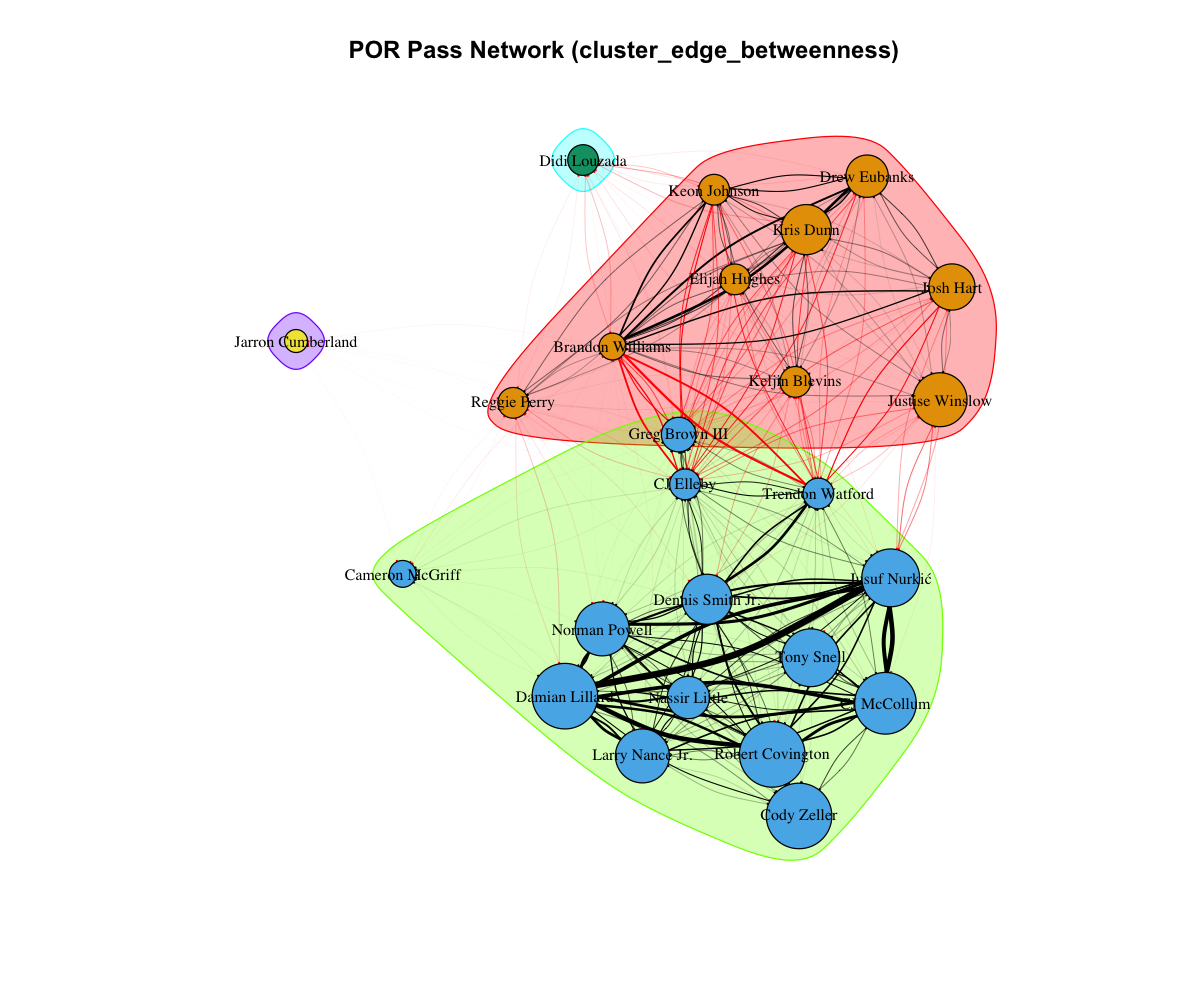 POR Pass Network (cluster_edge_betweenness)
Didi Louzada
Drew Eubanks
Keon Johnson
Kris Dunn
Elijah Hughes
Josh Hart
Jarron Cumberland
Brandon Williams
Keljin Blevins
Reggie Perry
Justise Winslow
Greg Brown III
CJ Elleby
Trendon Watford
Cameron McGriff
Jusuf Nurkić
Dennis Smith Jr.
Norman Powell
Tony Snell
Damian Lillard
Nassir Little
CJ McCollum
Larry Nance Jr.
Robert Covington
Cody Zeller